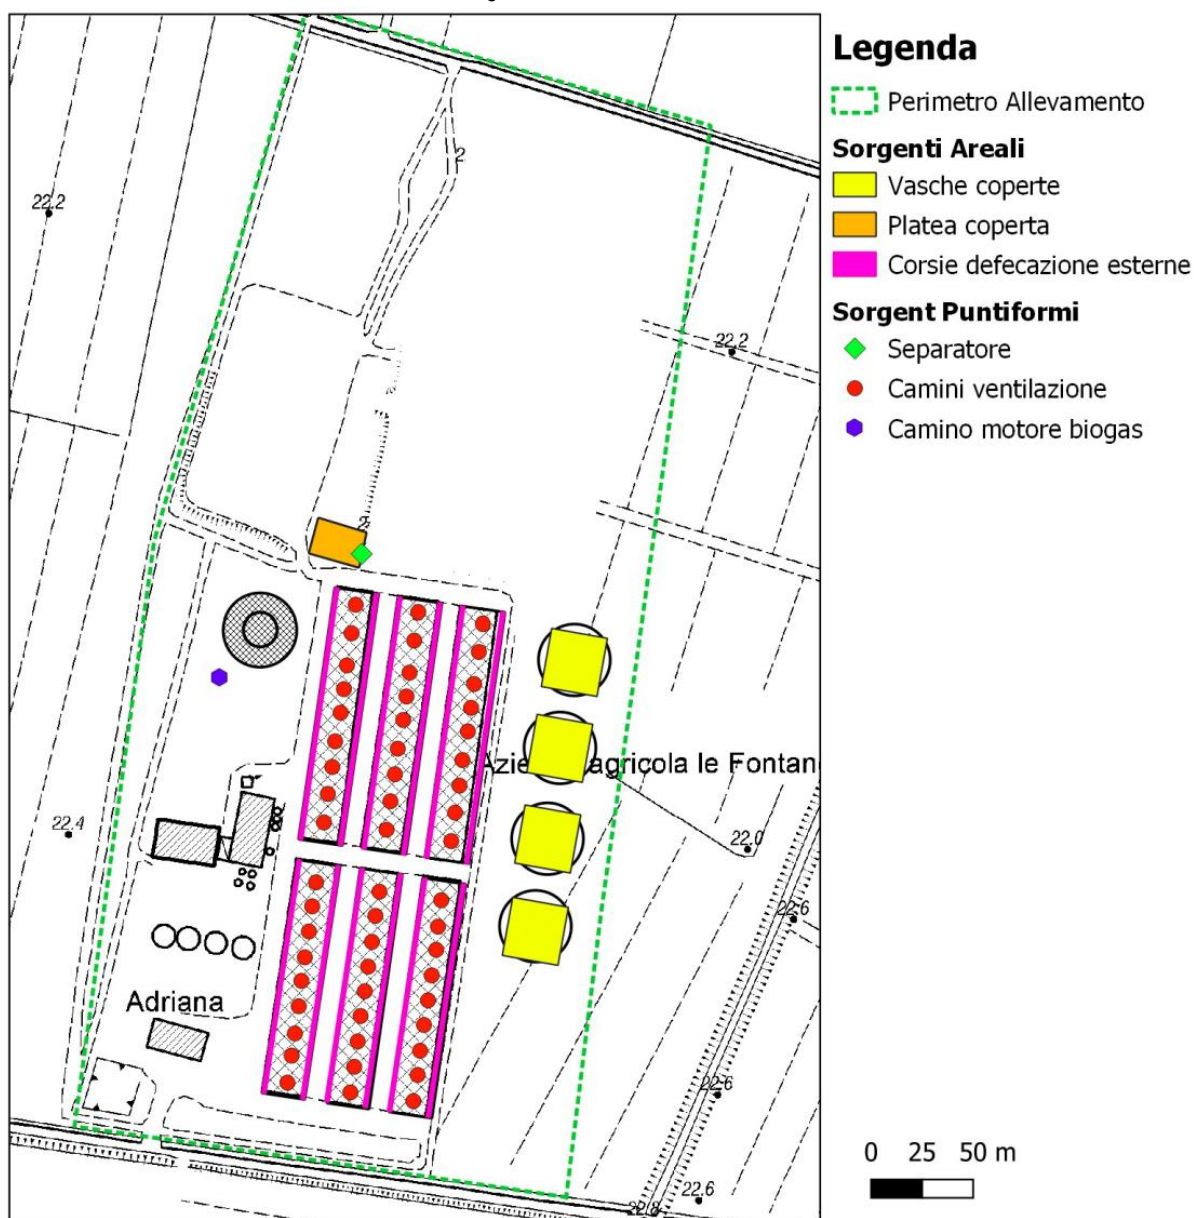 Legenda
Perimetro Allevamento
Sorgenti Areali
Vasche coperte
Platea coperta
Corsie defecazione esterne
Sorgent Puntiformi
Separatore
Camini ventilazione
Camino motore biogas
22.2
22.2
agricola le Fontan
22.4
22.0
22.6
Adriana
22.6
22.6
22.8
0 25 50 m